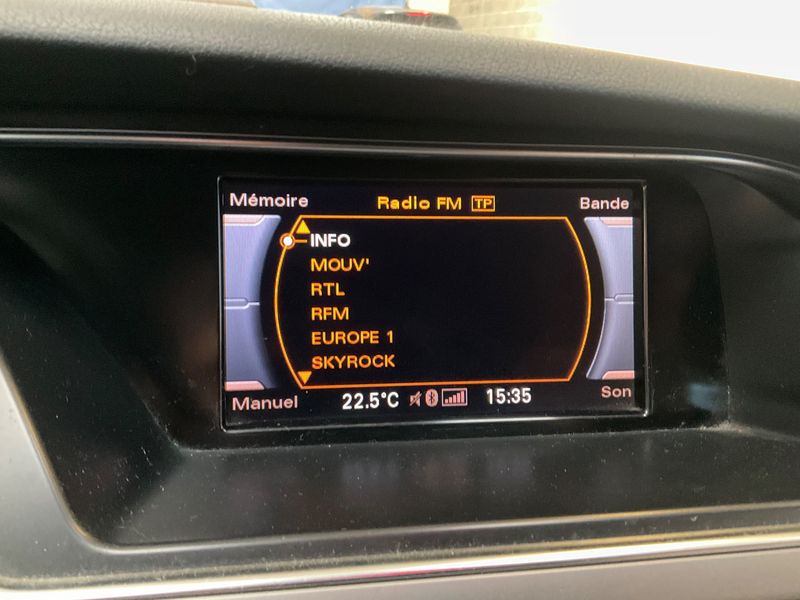 Mémoire Radio FM TP Bande
INFO
MOUV'
RTL
RFM
EUROPE 1
SKYROCK
Manuel 22.5°C 15:35 Son